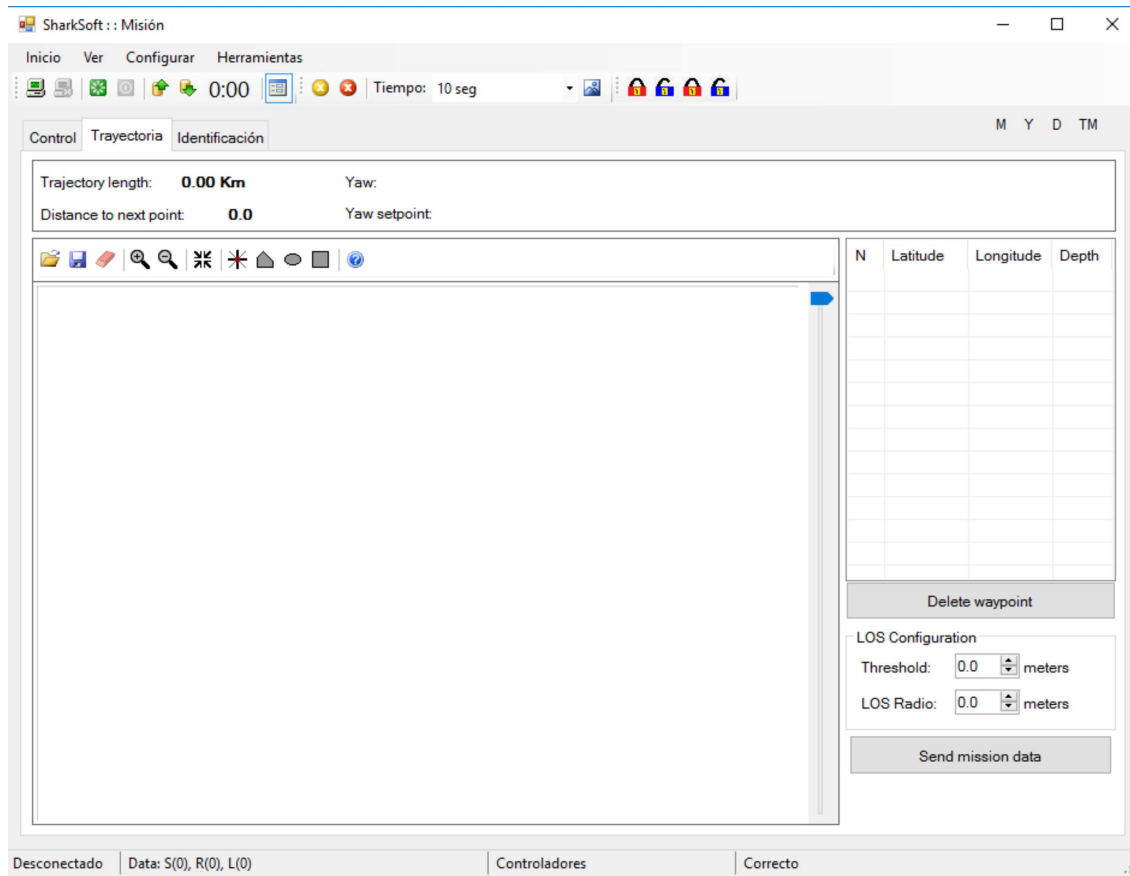 SharkSoft : : Misión
Inicio Ver Configurar Herramientas
0:00 Tiempo: 10 seg
Control Trayectoria Identificación M Y D TM
Trajectory length: 0.00 Km Yaw:
Distance to next point: 0.0 Yaw setpoint:
N Latitude Longitude Depth
Delete waypoint
LOS Configuration
Threshold: 0.0 meters
LOS Radio: 0.0 meters
Send mission data
Desconectado Data: S(0), R(0), L(0) Controladores Correcto